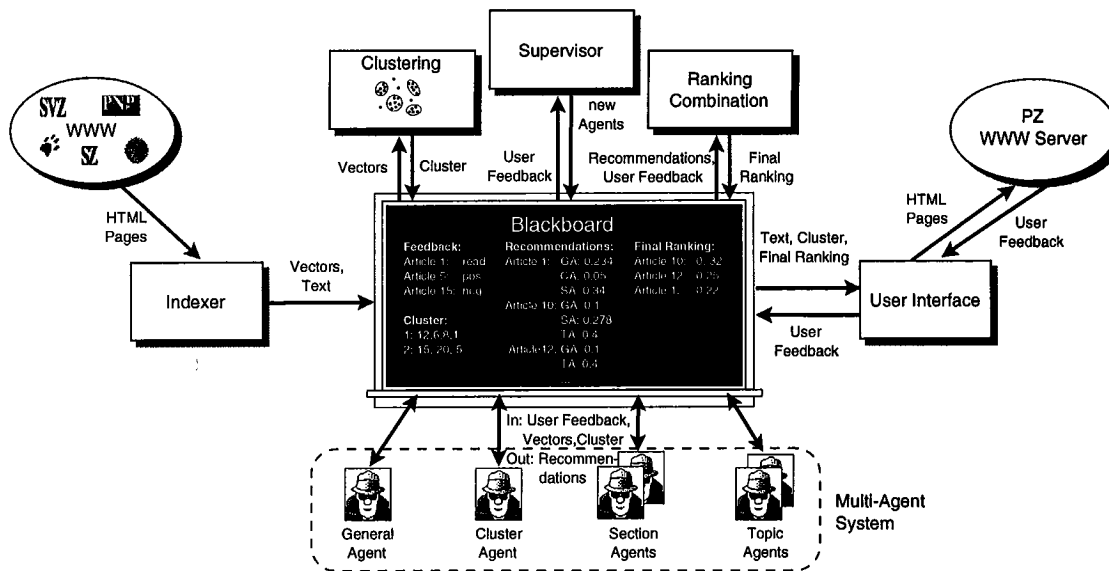 Supervisor
Clustering
Ranking
Combination
SVZ
PNP
WWW
SZ
PZ
WWW Server
new
Agents
Vectors
Cluster
User
Feedback
Recommendations,
User Feedback
Final
Ranking
HTML
Pages
HTML
Pages
User
Feedback
Indexer
Vectors,
Text
Text, Cluster,
Final Ranking
User Interface
User
Feedback
Blackboard
Feedback:
Article 1: read
Article 5: pos
Article 15: neg
Cluster:
1: 12,6,8,1
2: 15, 20, 5
Recommendations:
Article 1: GA: 0.234
CA: 0.05
SA: 0.34
Article 10: GA: 0.1
SA: 0.278
TA: 0.4
Article12: GA: 0.1
TA: 0.4
...
Final Ranking:
Article 10: 0.32
Article 12: 0.25
Article 1: 0.22
In: User Feedback,
Vectors,Cluster
Out: Recommen-
dations
General
Agent
Cluster
Agent
Section
Agents
Topic
Agents
Multi-Agent
System